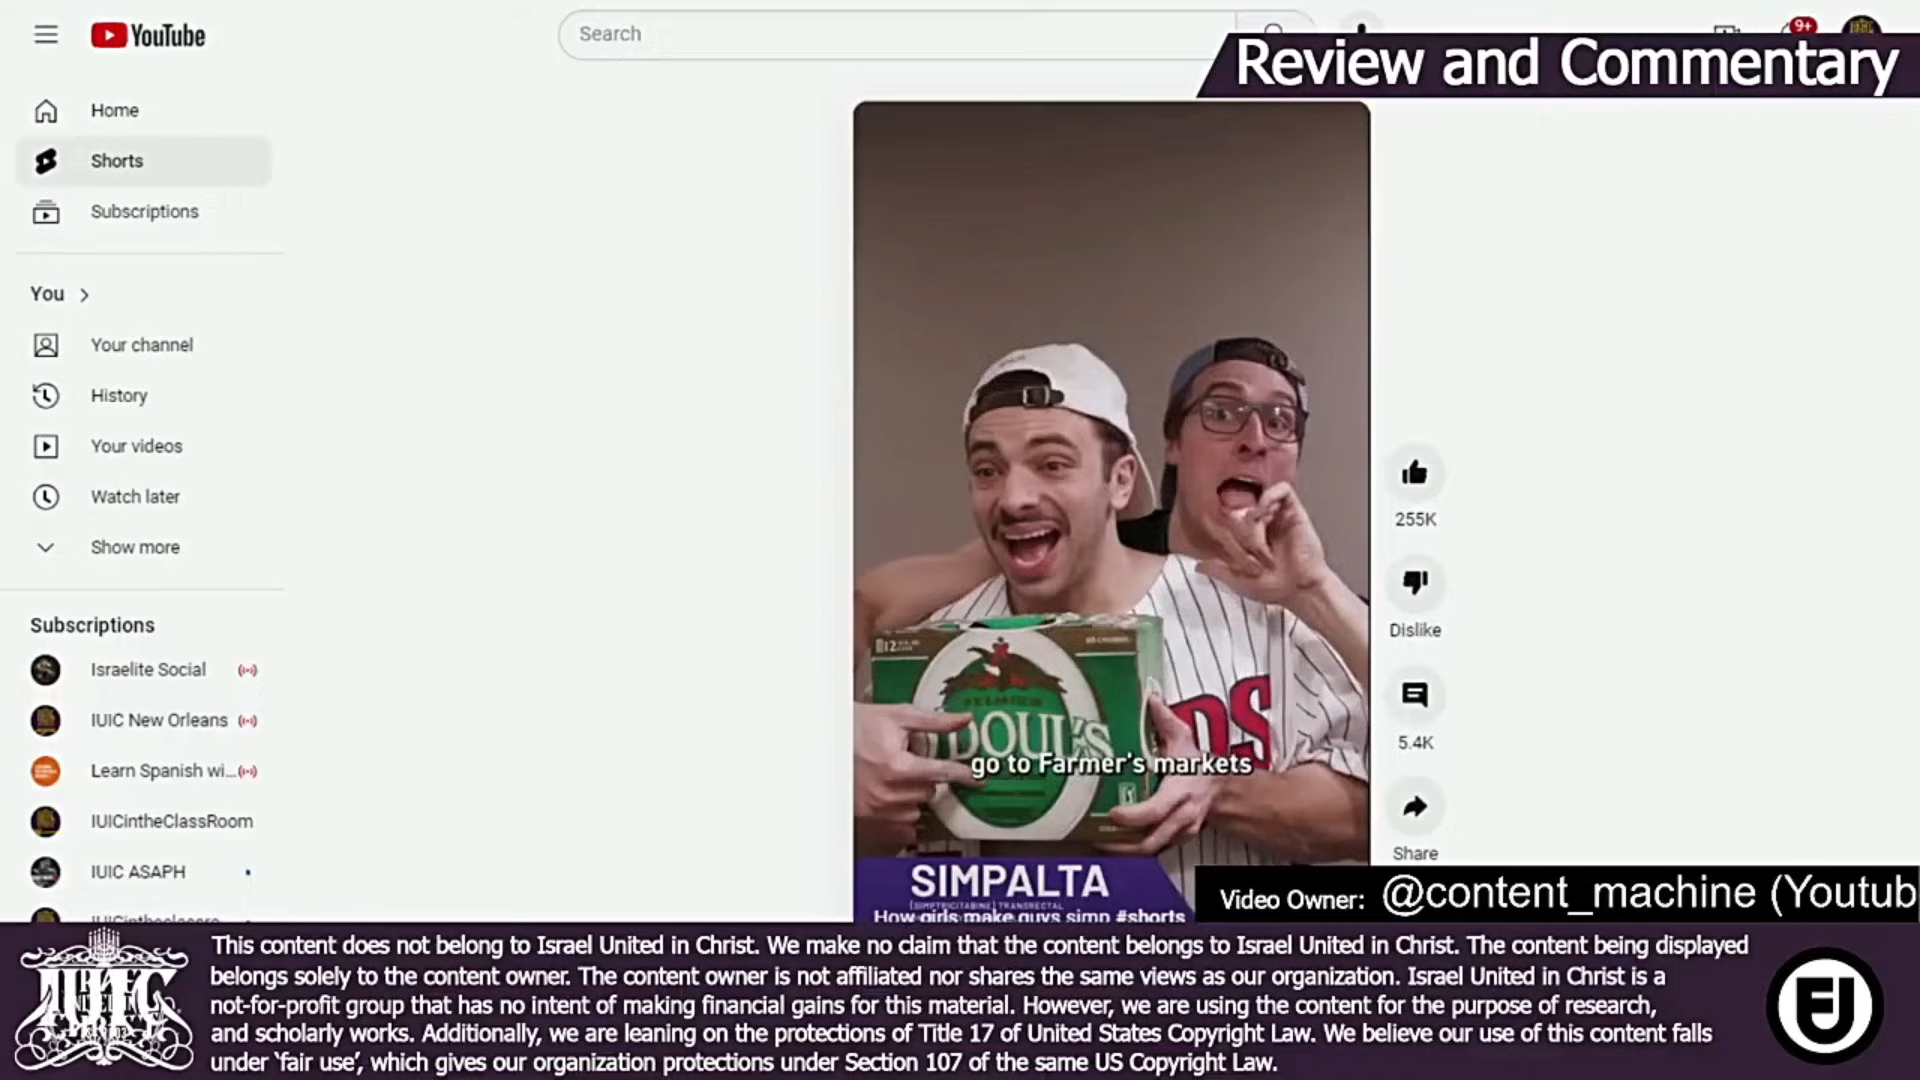 YouTube
Search
9+
Review and Commentary
Home
Shorts
Subscriptions
You
Your channel
History
Your videos
Watch later
Show more
Subscriptions
Israelite Social
IUIC New Orleans
Learn Spanish wi...
IUICintheClassRoom
IUIC ASAPH
12
DOUL'S
DS
go to Farmer's markets
SIMPALTA
(SIMPTRICITABINE) TRANSRECTAL
How girls make guys simp #shorts
255K
Dislike
5.4K
Share
Video Owner: @content_machine (Youtub
IUIC
This content does not belong to Israel United in Christ. We make no claim that the content belongs to Israel United in Christ. The content being displayed
belongs solely to the content owner. The content owner is not affiliated nor shares the same views as our organization. Israel United in Christ is a
not-for-profit group that has no intent of making financial gains for this material. However, we are using the content for the purpose of research,
and scholarly works. Additionally, we are leaning on the protections of Title 17 of United States Copyright Law. We believe our use of this content falls
under 'fair use', which gives our organization protections under Section 107 of the same US Copyright Law.